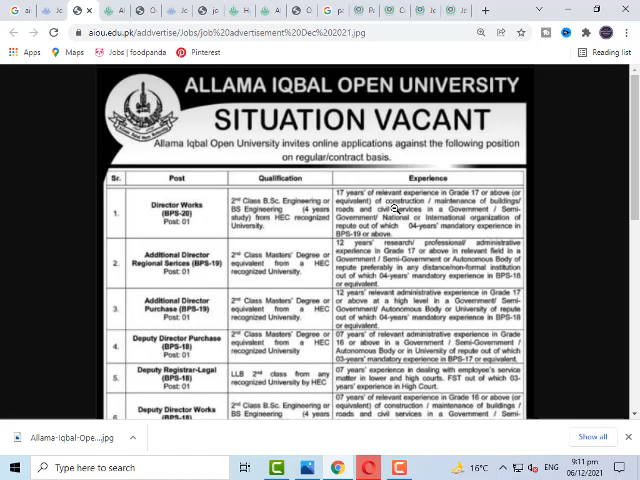 aiou.edu.pk/addvertise/Jobs/job%20advertisement%20Dec%202021.jpg
Apps
YouTube
Maps
Jobs | foodpanda
Pinterest
Reading list
ALLAMA IQBAL OPEN UNIVERSITY
SITUATION VACANT
Allama Iqbal Open University invites online applications against the following position
on regular/contract basis.
Sr.
Post
Qualification
Experience
1.
Director Works
(BPS-20)
Post: 01
2nd Class B.Sc. Engineering or
BS Engineering (4 years
study) from HEC recognized
University.
17 years' of relevant experience in Grade 17 or above (or
equivalent) of construction / maintenance of buildings/
roads and civil services in a Government / Semi-
Government/ National or International organization of
repute out of which 04-years' mandatory experience in
BPS-19 or above.
2.
Additional Director
Regional Serices (BPS-19)
Post: 01
2nd Class Masters' Degree or
equivalent from a HEC
recognized University.
12 years' research/ professional/ administrative
experience in Grade 17 or above in relevant field in a
Government / Semi-Government or Autonomous Body of
repute preferably in any distance/non-formal institution
out of which 04-years' mandatory experience in BPS-18
or equivalent.
3.
Additional Director
Purchase (BPS-19)
Post: 01
2nd Class Masters' Degree or
equivalent from a HEC
recognized University.
12 years' relevant administrative experience in Grade 17
or above at a high level in a Government/ Semi-
Government/ Autonomous Body or University of repute
out of which 04-years' mandatory experience in BPS-18
or equivalent.
4.
Deputy Director Purchase
(BPS-18)
Post: 01
2nd Class Masters' Degree or
equivalent from a HEC
recognized University
07 years' of relevant administrative experience in Grade
16 or above in a Government / Semi-Government /
Autonomous Body or in University of repute out of which
03-years' mandatory experience in BPS-17 or equivalent.
5.
Deputy Registrar-Legal
(BPS-18)
Post: 01
LLB 2nd class from any
recognized University by HEC
07 years' experience in dealing with employee's service
matter in lower and high courts. FST out of which 03-
years' experience in High Court.
6.
Deputy Director Works
(BPS-18)
2nd Class B.Sc. Engineering or
BS Engineering (4 years
07 years' of relevant experience in Grade 16 or above (or
equivalent) of construction / maintenance of buildings /
roads and civil services in a Government / Semi-
Allama-Iqbal-Ope....jpg
Show all
Type here to search
16°C
ENG
9:11 pm
06/12/2021